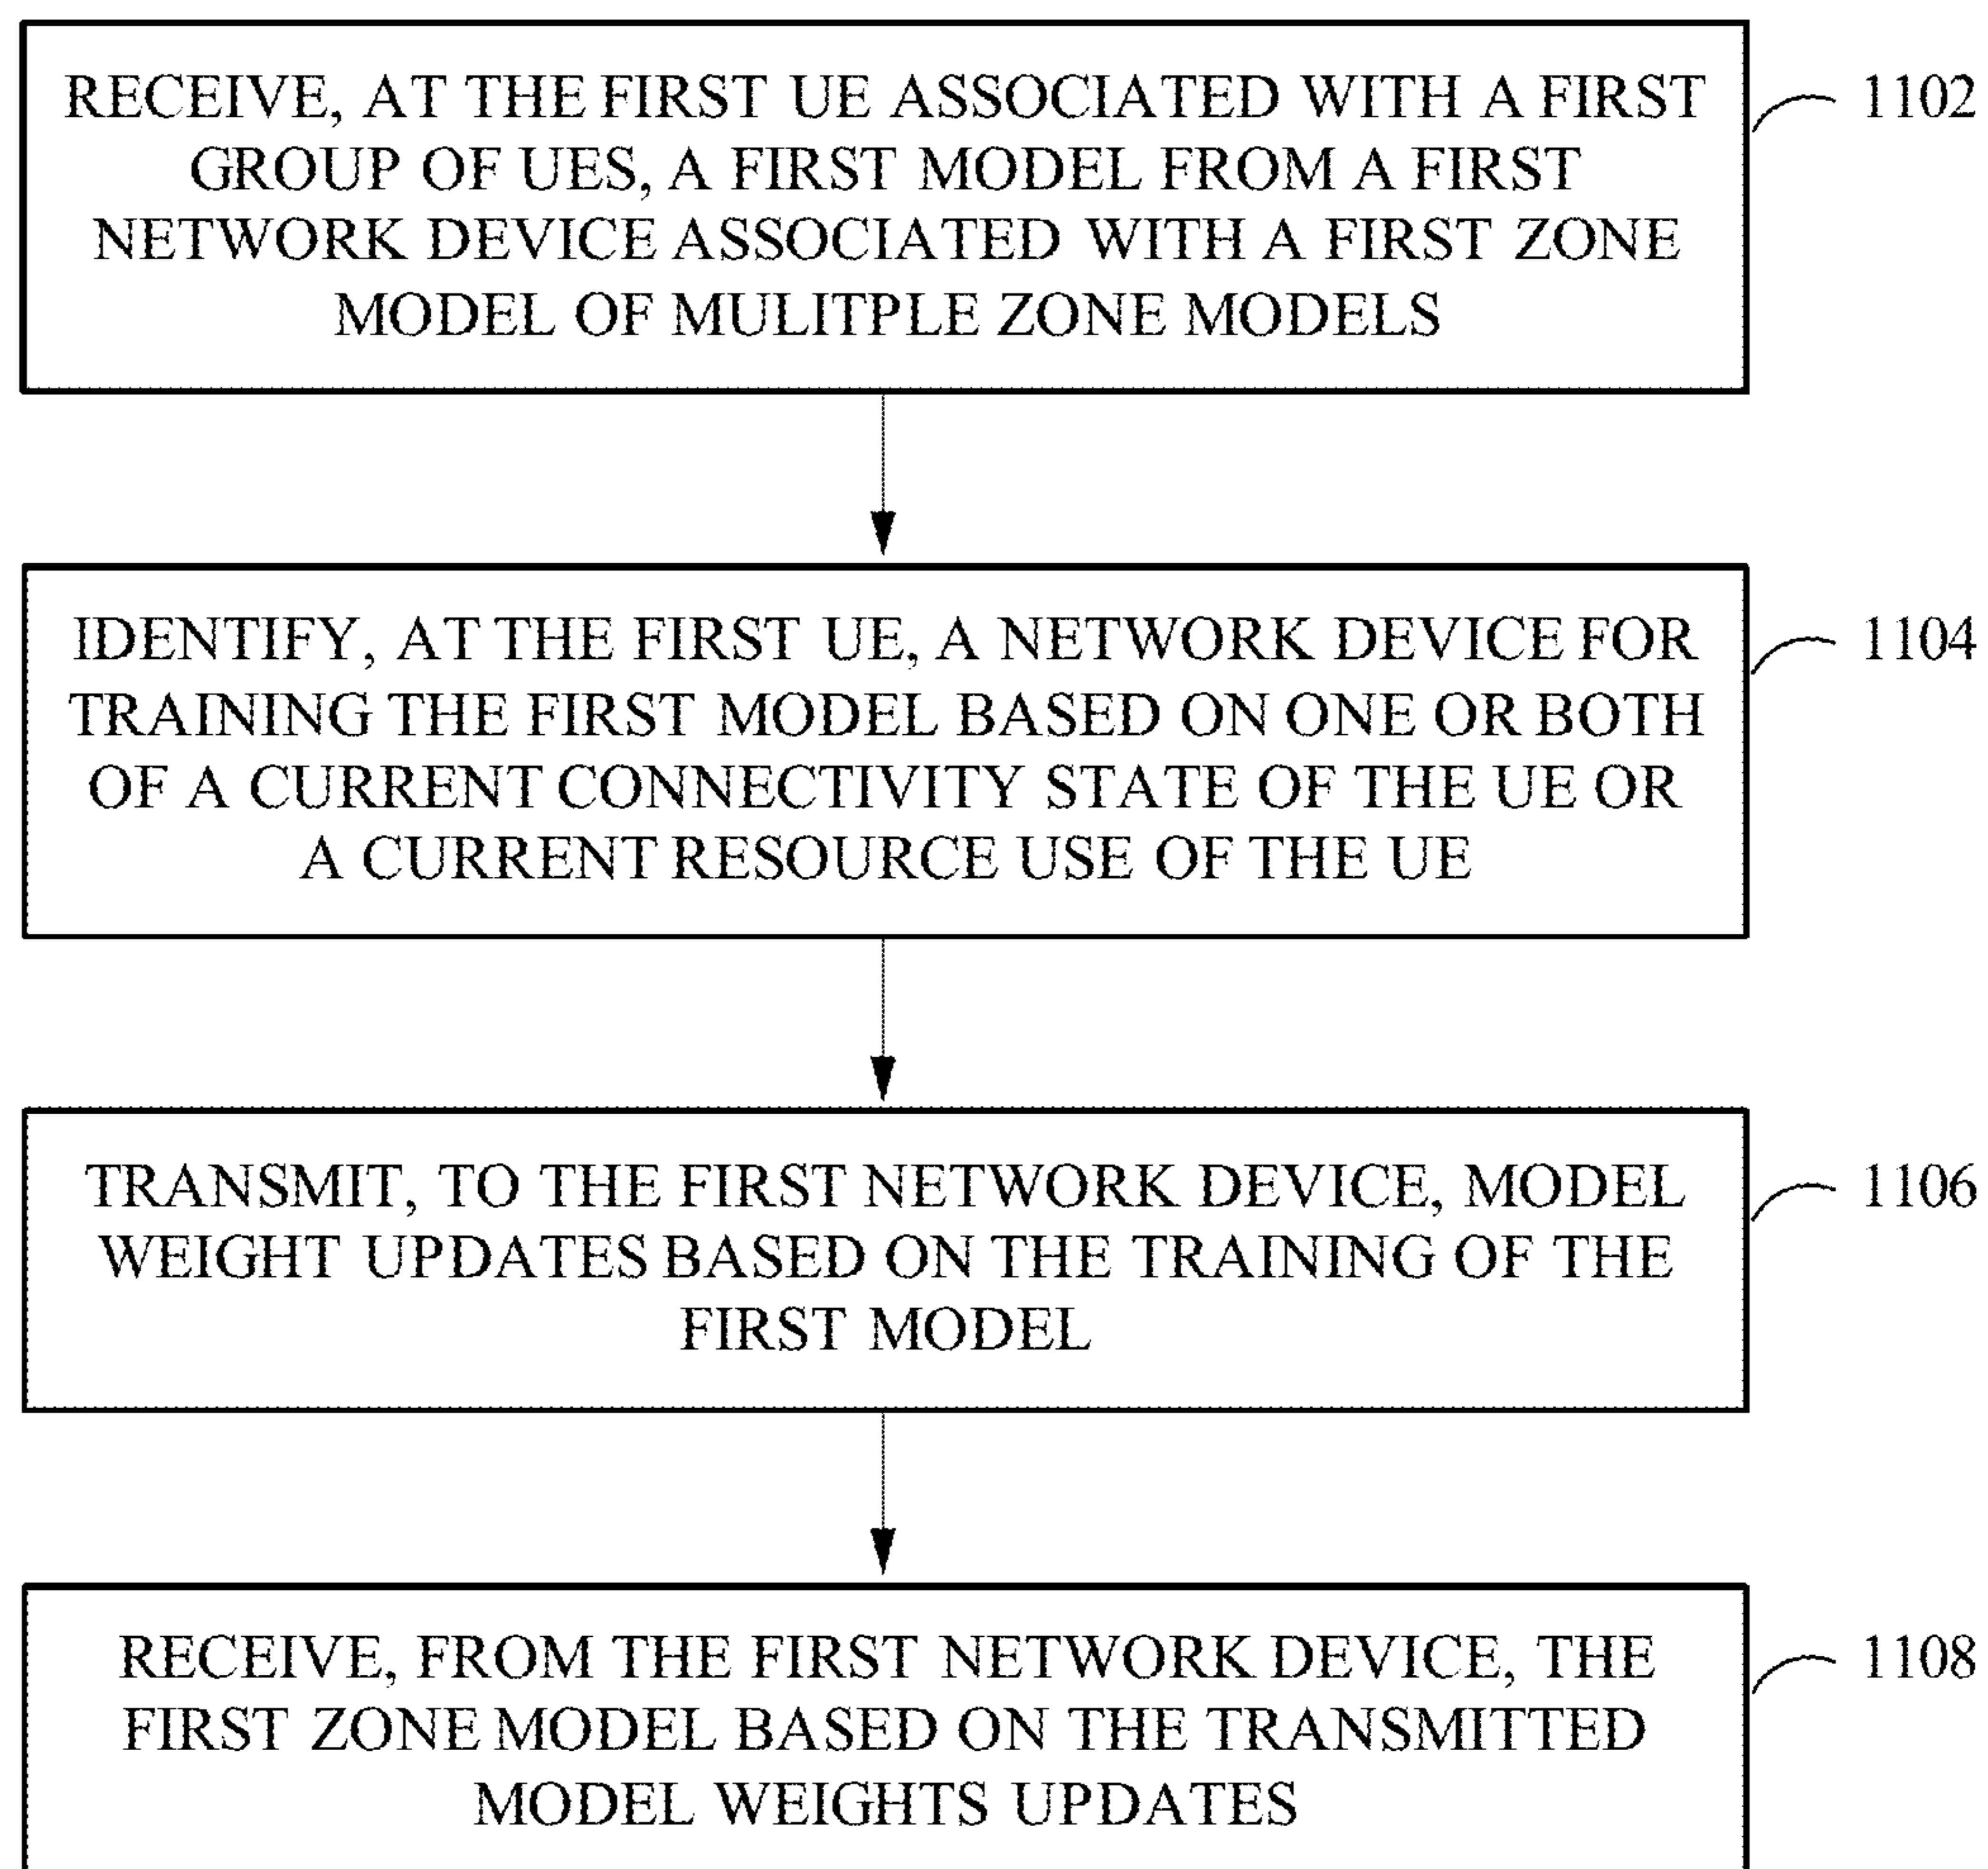 RECEIVE, AT THE FIRST UE ASSOCIATED WITH A FIRST
GROUP OF UES, A FIRST MODEL FROM A FIRST
NETWORK DEVICE ASSOCIATED WITH A FIRST ZONE
MODEL OF MULITPLE ZONE MODELS
1102
IDENTIFY, AT THE FIRST UE, A NETWORK DEVICE FOR
TRAINING THE FIRST MODEL BASED ON ONE OR BOTH
OF A CURRENT CONNECTIVITY STATE OF THE UE OR
A CURRENT RESOURCE USE OF THE UE
1104
TRANSMIT, TO THE FIRST NETWORK DEVICE, MODEL
WEIGHT UPDATES BASED ON THE TRAINING OF THE
FIRST MODEL
1106
RECEIVE, FROM THE FIRST NETWORK DEVICE, THE
FIRST ZONE MODEL BASED ON THE TRANSMITTED
MODEL WEIGHTS UPDATES
1108